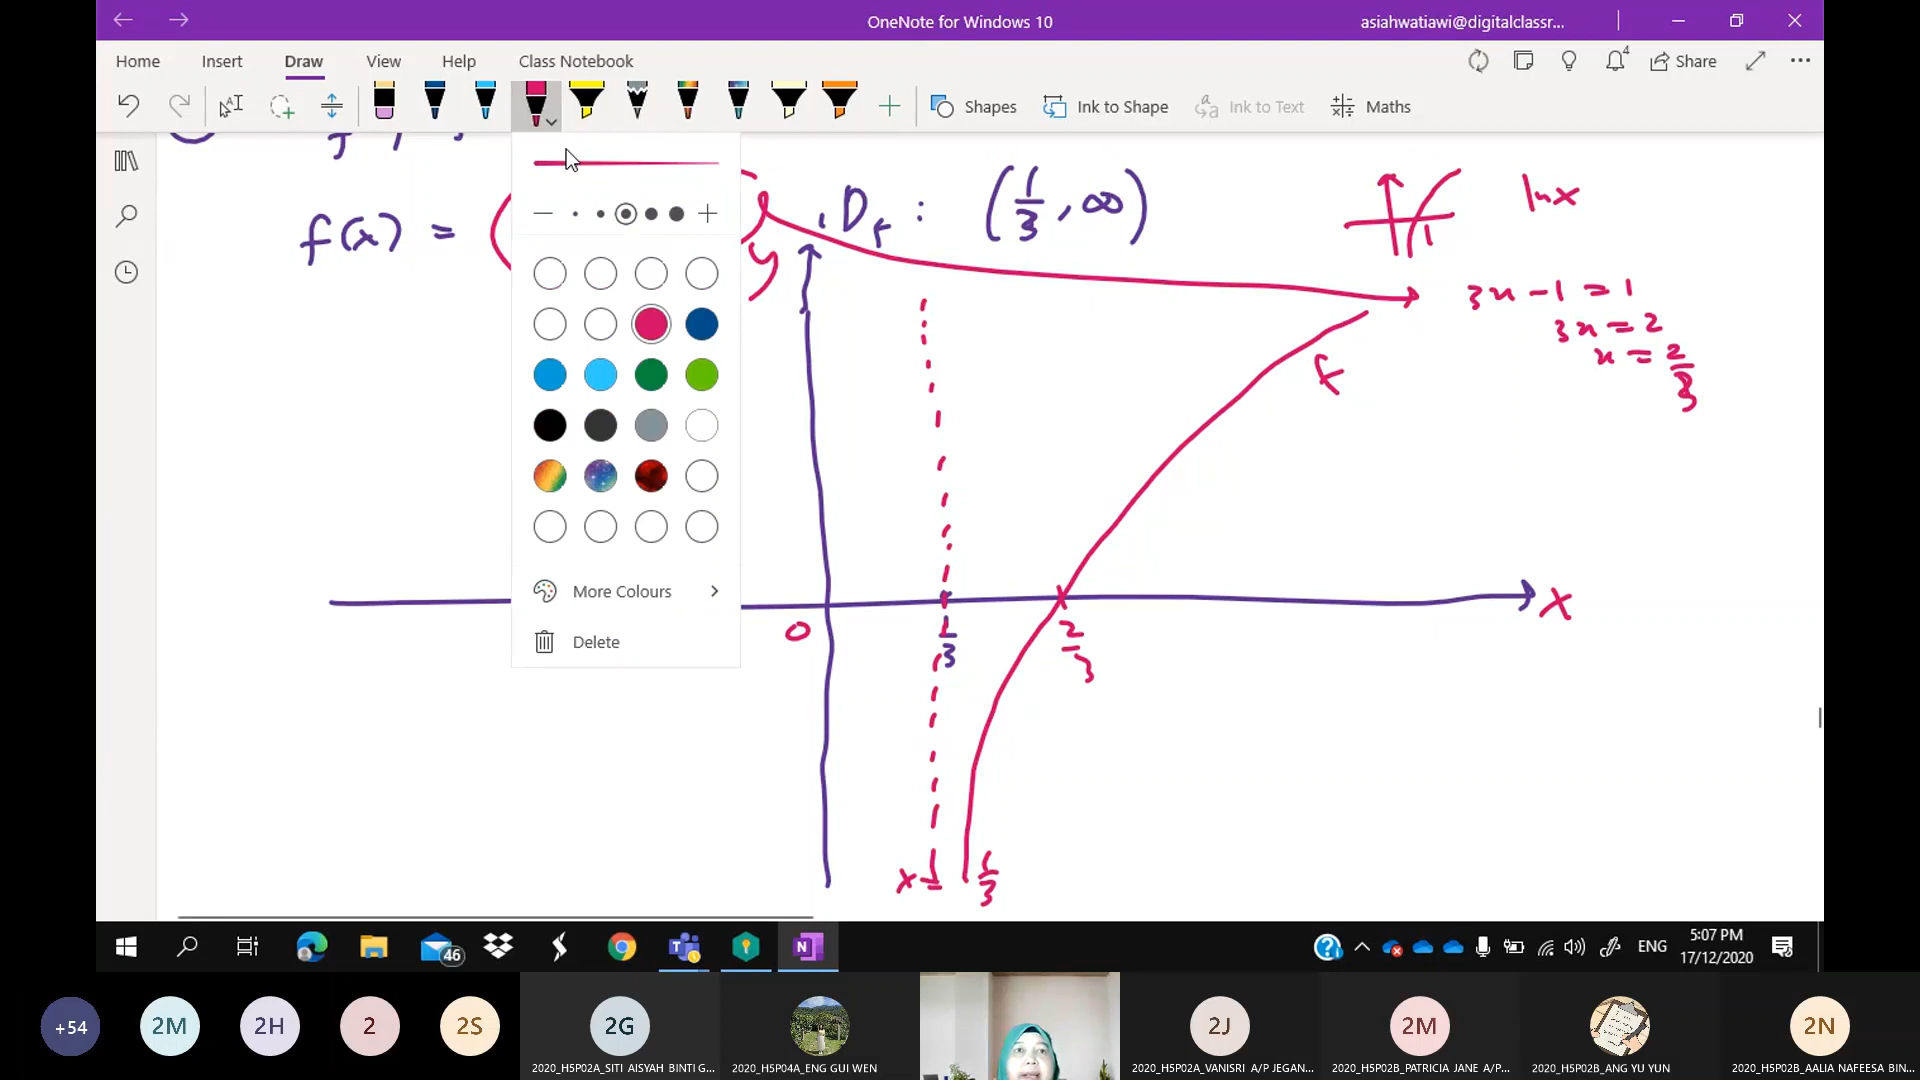 OneNote for Windows 10
asiahwatiawi@digitalclassr...
Home Insert Draw View Help Class Notebook
4
Share
Shapes Ink to Shape Ink to Text Maths
f(x) = (
, D_f : (1/3, ∞)
y
ln x
1
3x - 1 = 1
3x = 2
x = 2/3
f
More Colours
Delete
0
1/3
2/3
x
x = 1/3
46
ENG
5:07 PM
17/12/2020
+54
2M
2H
2
2S
2G
2J
2M
2N
2020_H5P02A_SITI AISYAH BINTI G...
2020_H5P04A_ENG GUI WEN
2020_H5P02A_VANISRI A/P JEGAN...
2020_H5P02B_PATRICIA JANE A/P...
2020_H5P02B_ANG YU YUN
2020_H5P02B_AALIA NAFEESA BIN...